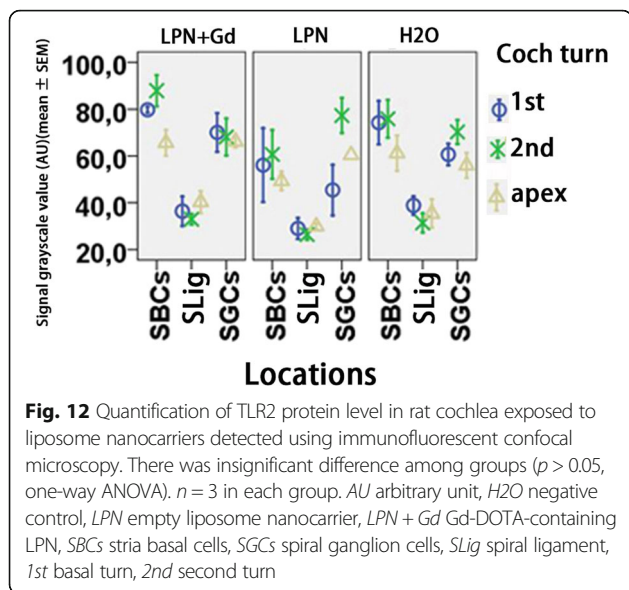 LPN+Gd LPN H2O
Coch turn
1st
2nd
apex
Signal grayscale value (AU)(mean ± SEM)
100,0
80,0
60,0
40,0
20,0
SBCs SLig SGCs SBCs SLig SGCs SBCs SLig SGCs
Locations
Fig. 12 Quantification of TLR2 protein level in rat cochlea exposed to
liposome nanocarriers detected using immunofluorescent confocal
microscopy. There was insignificant difference among groups (p > 0.05,
one-way ANOVA). n = 3 in each group. AU arbitrary unit, H2O negative
control, LPN empty liposome nanocarrier, LPN + Gd Gd-DOTA-containing
LPN, SBCs stria basal cells, SGCs spiral ganglion cells, SLig spiral ligament,
1st basal turn, 2nd second turn